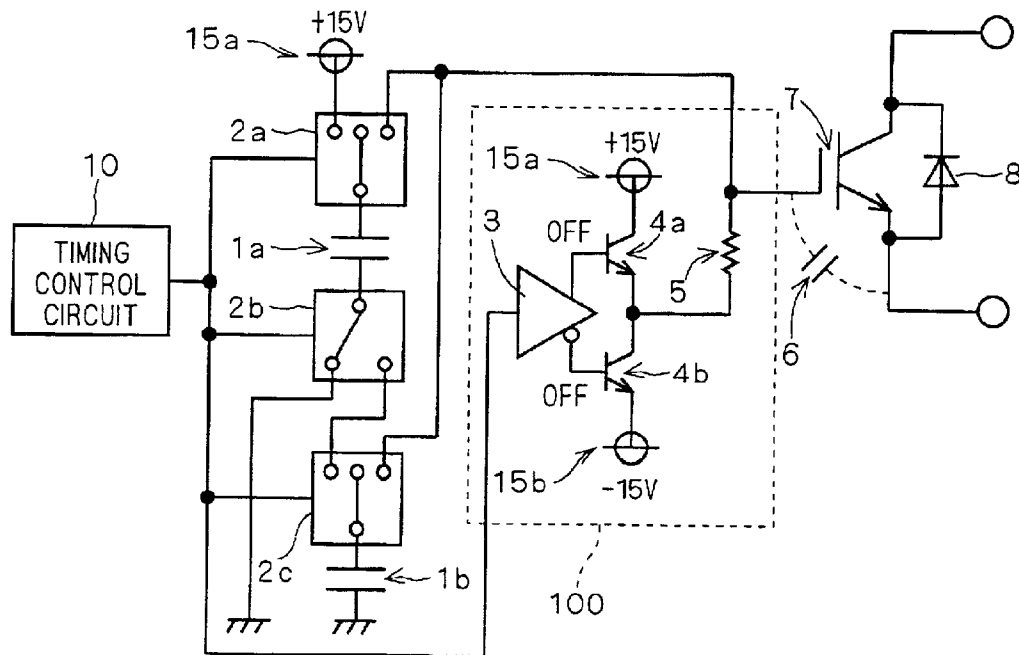 +15V
15a
2a
10
TIMING
CONTROL
CIRCUIT
1a
2b
2c
1b
+15V
15a
3
OFF
4a
OFF
4b
5
15b
-15V
100
6
7
8